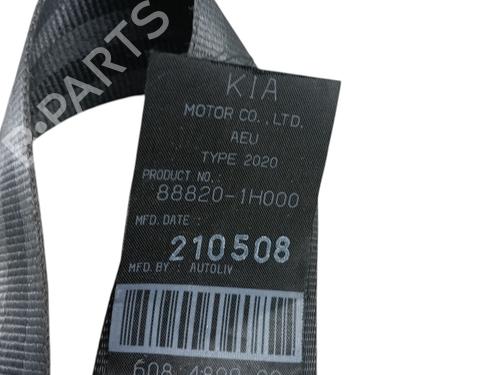 KIA
MOTOR CO.,LTD.
AEU
TYPE 2020
PRODUCT NO.:
88820-1H000
MFD.DATE :
210508
MFD.BY : AUTOLIV
B-PARTS